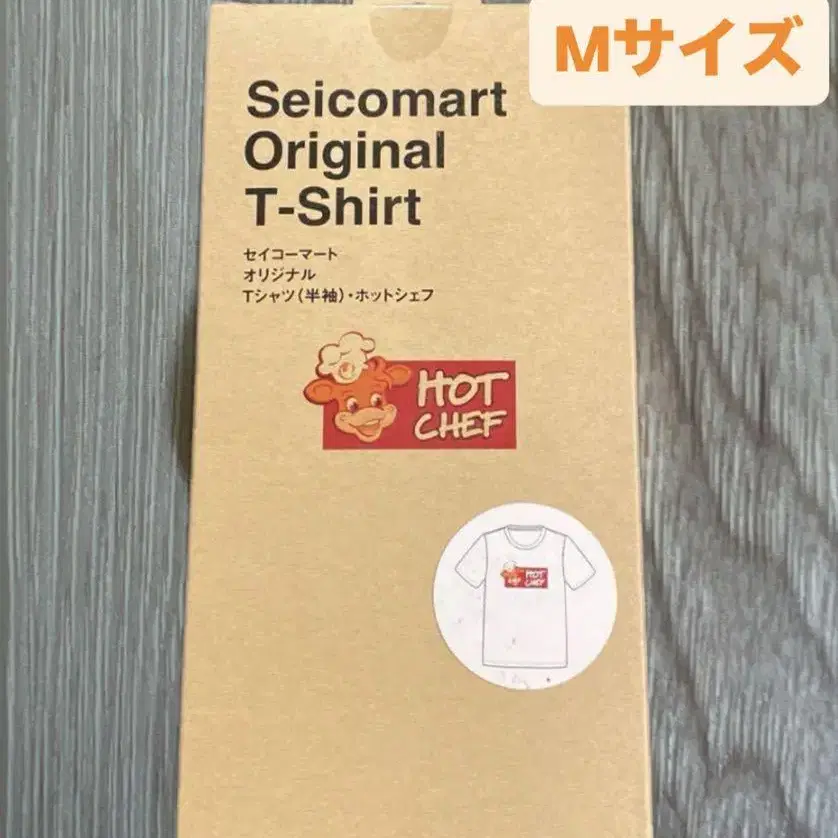 Mサイズ
Seicomart
Original
T-Shirt
セイコーマート
オリジナル
Tシャツ(半袖)・ホットシェフ
HOT
CHEF
HOT
CHEF